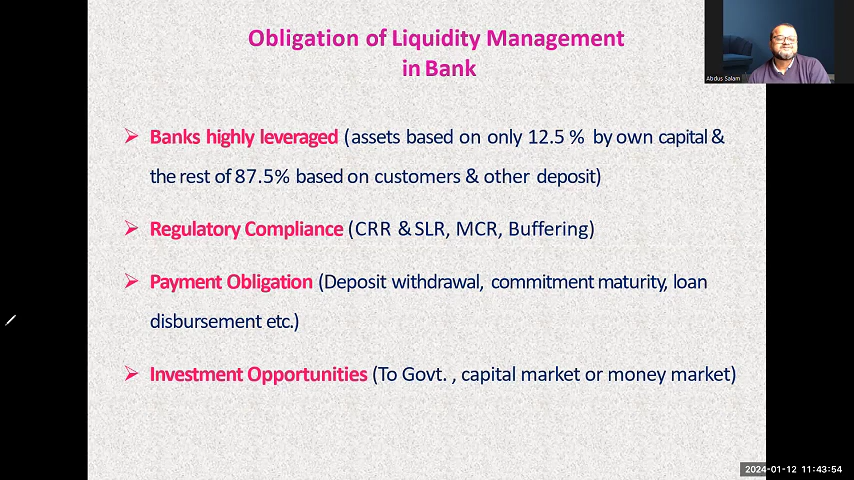 Obligation of Liquidity Management
in Bank
Abdus Salam
➢ Banks highly leveraged (assets based on only 12.5 % by own capital &
the rest of 87.5% based on customers & other deposit)
➢ Regulatory Compliance (CRR & SLR, MCR, Buffering)
➢ Payment Obligation (Deposit withdrawal, commitment maturity, loan
disbursement etc.)
➢ Investment Opportunities (To Govt. , capital market or money market)
2024-01-12 11:43:54